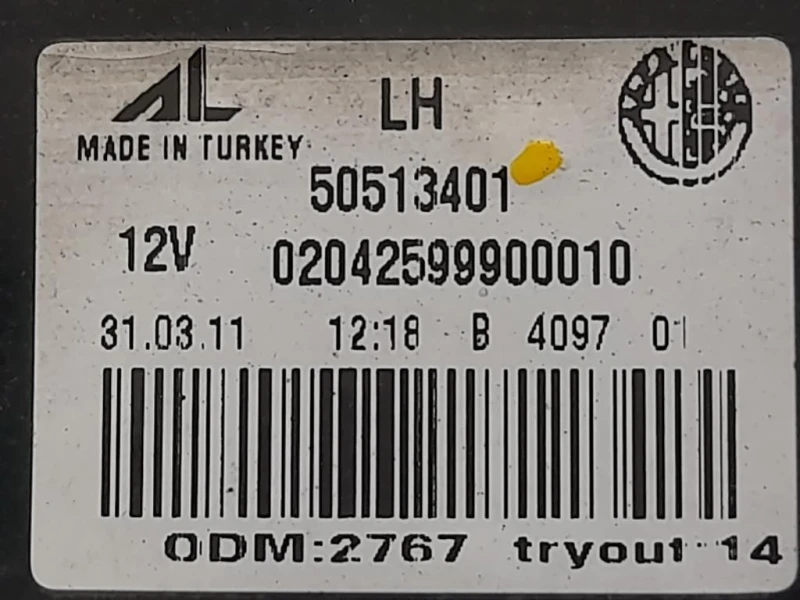 AL LH
MADE IN TURKEY
50513401
12V 02042599900010
31.03.11 12:18 B 4097 01
ODM:2767 tryout 14